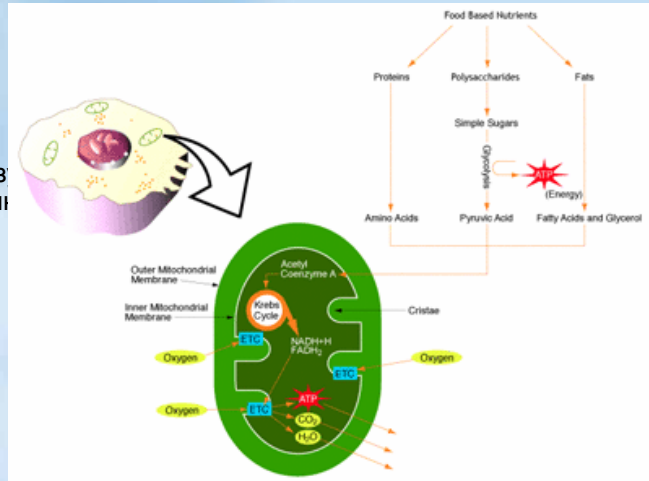 Food Based Nutrients
Proteins Polysaccharides Fats
Simple Sugars
Glycolysis
ATP
(Energy)
Amino Acids Pyruvic Acid Fatty Acids and Glycerol
Outer Mitochondrial
Membrane
Acetyl
Coenzyme A
Inner Mitochondrial
Membrane
Krebs
Cycle
Cristae
ETC
NADH+H
FADH2
Oxygen
ETC
Oxygen
Oxygen
ETC
ATP
CO2
H2O